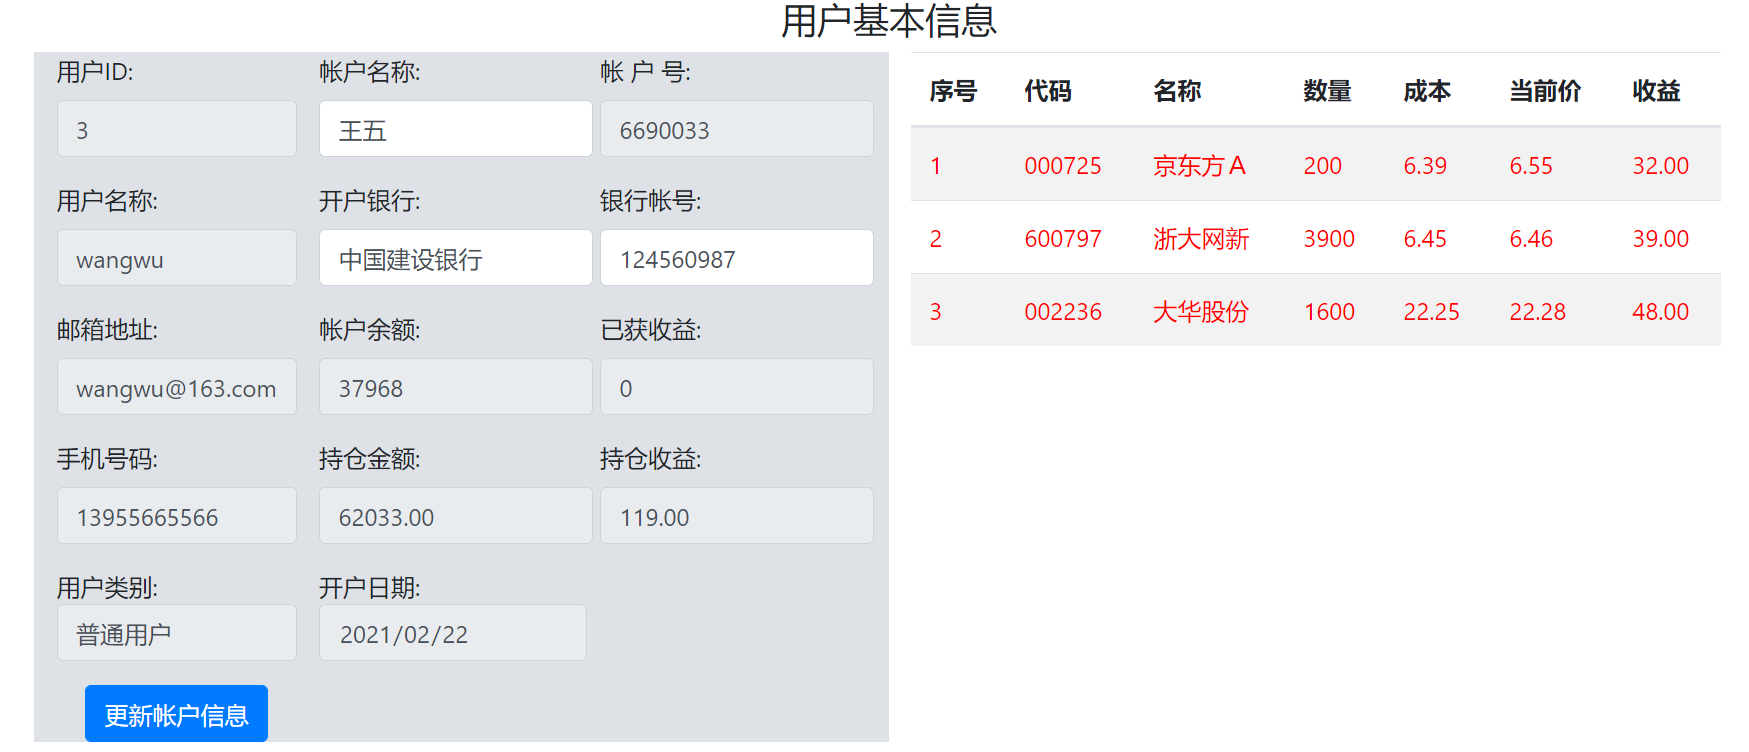 用户基本信息
用户ID: 帐户名称: 帐 户 号:
3 王五 6690033
用户名称: 开户银行: 银行帐号:
wangwu 中国建设银行 124560987
邮箱地址: 帐户余额: 已获收益:
wangwu@163.com 37968 0
手机号码: 持仓金额: 持仓收益:
13955665566 62033.00 119.00
用户类别: 开户日期:
普通用户 2021/02/22
更新帐户信息
序号 代码 名称 数量 成本 当前价 收益
1 000725 京东方Ａ 200 6.39 6.55 32.00
2 600797 浙大网新 3900 6.45 6.46 39.00
3 002236 大华股份 1600 22.25 22.28 48.00